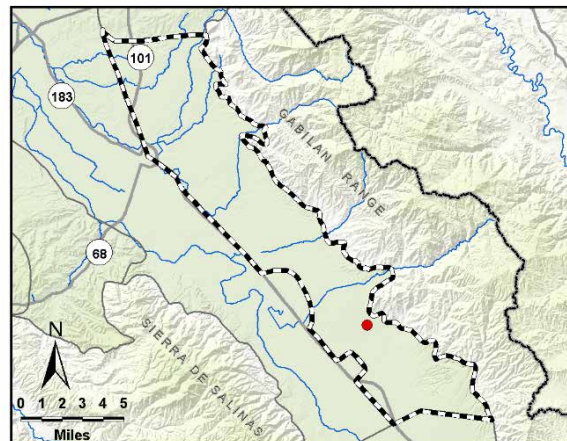 101
183
GABILAN RANGE
68
N
SIERRA DE SALINAS
0 1 2 3 4 5
Miles